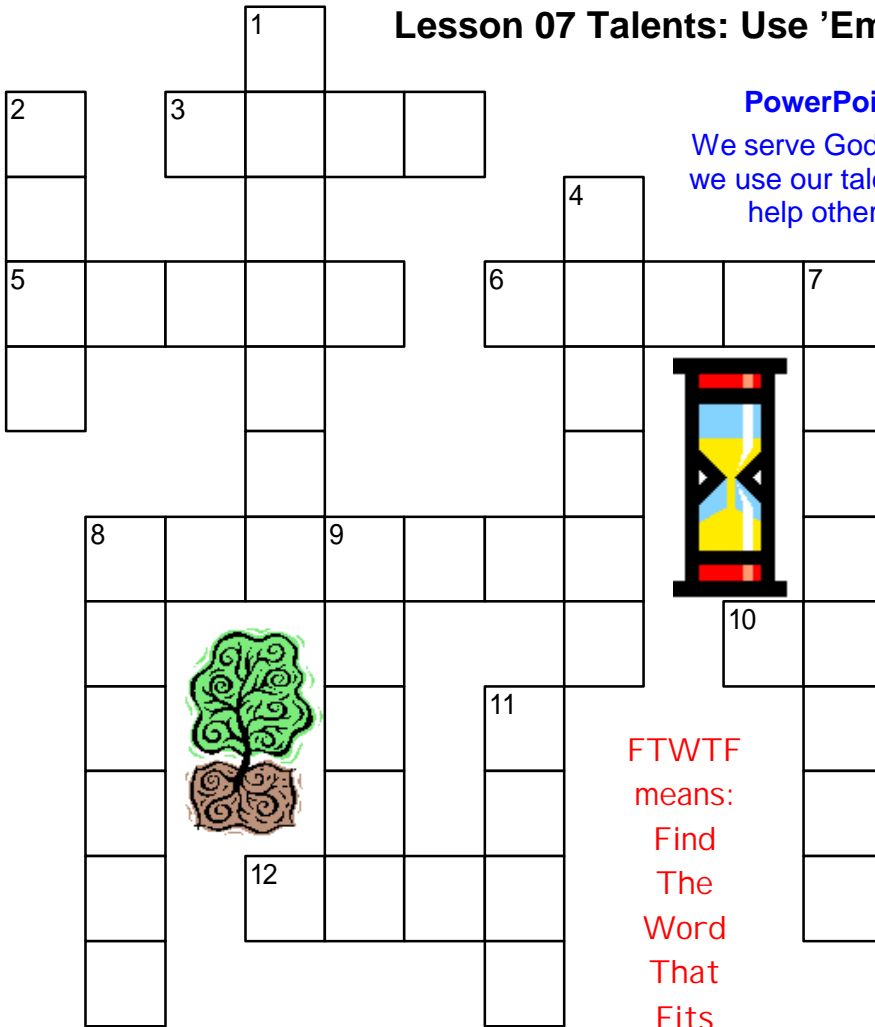 Lesson 07 Talents: Use 'Em
PowerPoi
We serve God
we use our tale
help other
1
2
3
4
5
6
7
8
9
10
11
12
FTWTF
means:
Find
The
Word
That
Fits